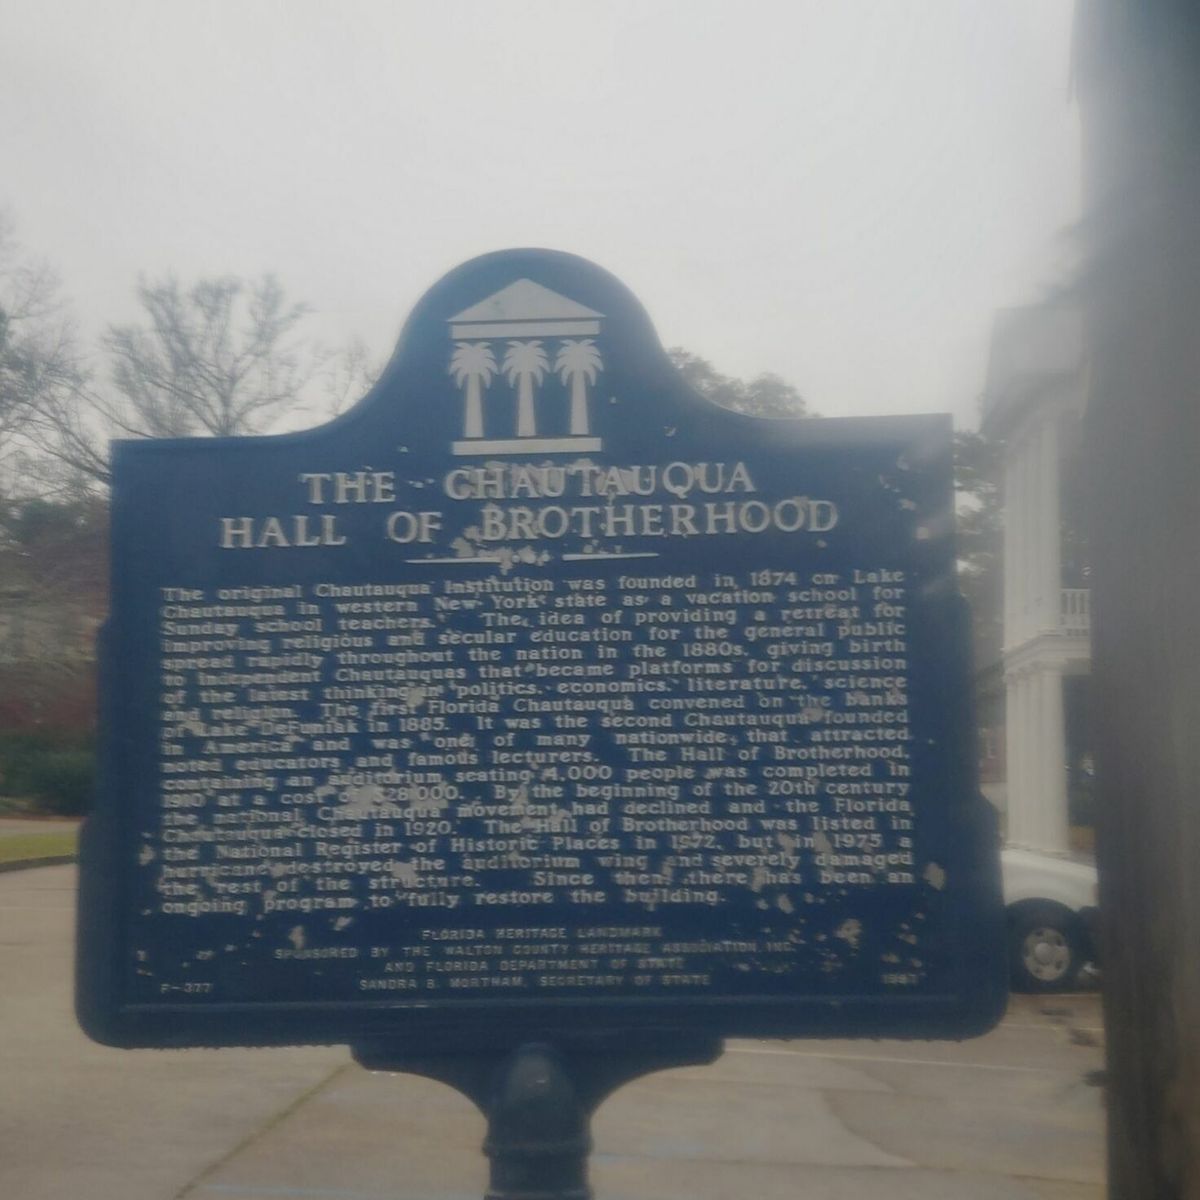 THE CHAUTAUQUA
HALL OF BROTHERHOOD
The original Chautauqua Institution was founded in 1874 on Lake
Chautauqua in western New York state as a vacation school for
Sunday school teachers. The idea of providing a retreat for
improving religious and secular education for the general public
spread rapidly throughout the nation in the 1880s, giving birth
to independent Chautauquas that became platforms for discussion
of the latest thinking in politics, economics, literature, science
and religion. The first Florida Chautauqua convened on the Banks
of Lake DeFuniak in 1885. It was the second Chautauqua founded
in America and was one of many nationwide that attracted
noted educators and famous lecturers. The Hall of Brotherhood,
containing an auditorium seating 4,000 people was completed in
1910 at a cost of $28,000. By the beginning of the 20th century
the national Chautauqua movement had declined and the Florida
Chautauqua closed in 1920. The Hall of Brotherhood was listed in
the National Register of Historic Places in 1972, but in 1975 a
hurricane destroyed the auditorium wing and severely damaged
the rest of the structure. Since then, there has been an
ongoing program to fully restore the building.
FLORIDA HERITAGE LANDMARK
SPONSORED BY THE WALTON COUNTY HERITAGE ASSOCIATION, INC.
AND FLORIDA DEPARTMENT OF STATE
F-377 SANDRA B. MORTHAM, SECRETARY OF STATE